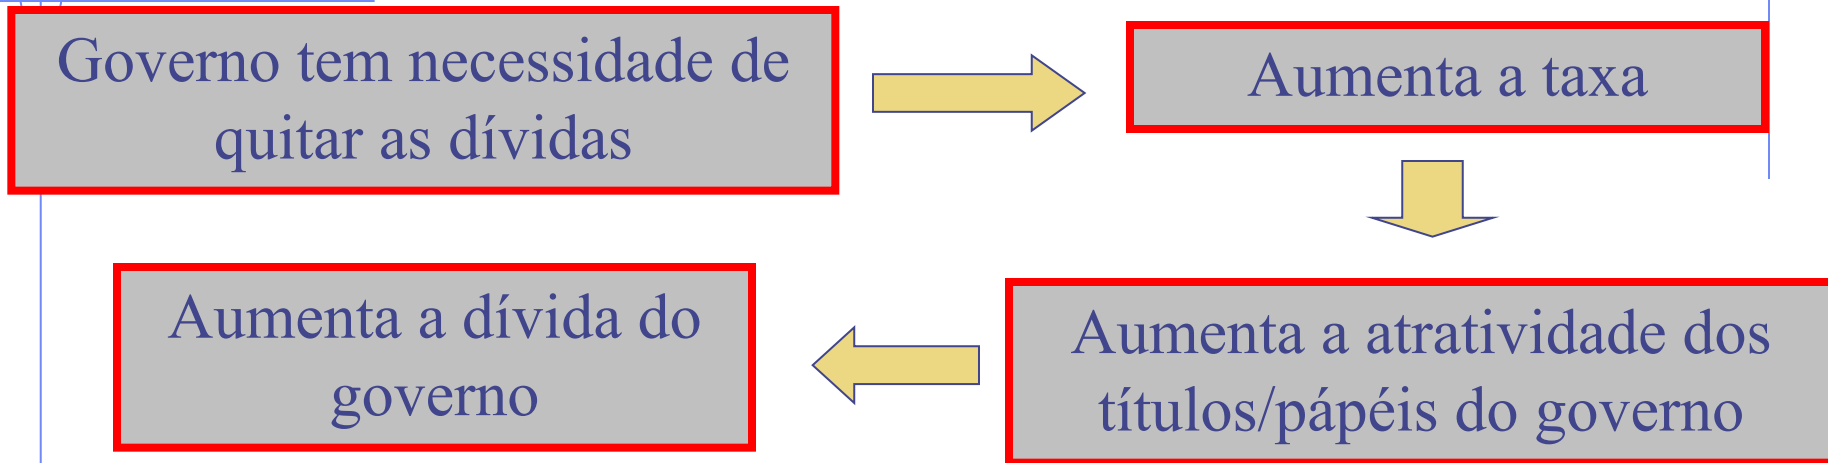 Governo tem necessidade de
quitar as dívidas
Aumenta a taxa
Aumenta a atratividade dos
títulos/pápéis do governo
Aumenta a dívida do
governo